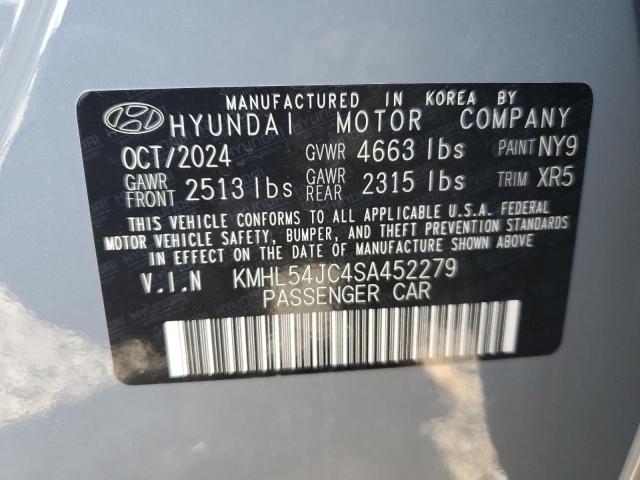 MANUFACTURED IN KOREA BY
HYUNDAI MOTOR COMPANY
OCT/2024 GVWR 4663 lbs PAINT NY9
GAWR FRONT 2513 lbs GAWR REAR 2315 lbs TRIM XR5
THIS VEHICLE CONFORMS TO ALL APPLICABLE U.S.A. FEDERAL
MOTOR VEHICLE SAFETY, BUMPER, AND THEFT PREVENTION STANDARDS
IN EFFECT ON THE DATE OF MANUFACTURE SHOWN ABOVE.
V.I.N KMHL54JC4SA452279
PASSENGER CAR